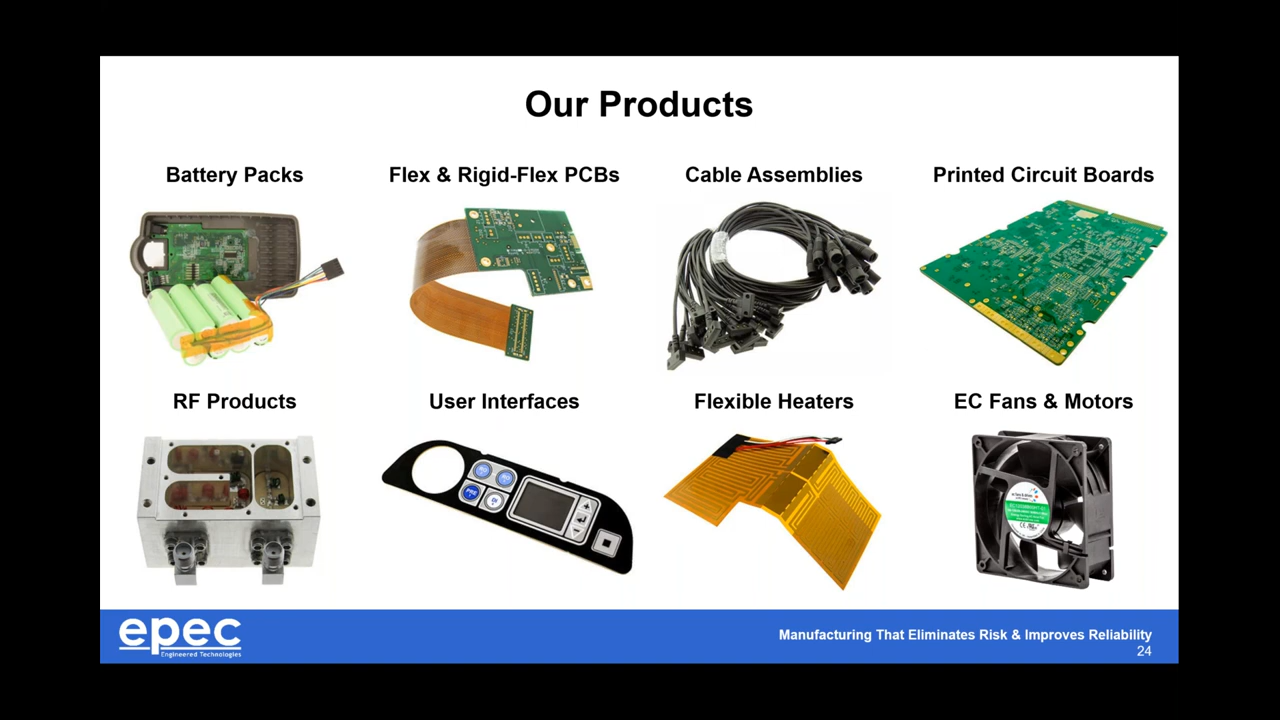 Our Products
Battery Packs
Flex & Rigid-Flex PCBs
Cable Assemblies
Printed Circuit Boards
RF Products
User Interfaces
Flexible Heaters
EC Fans & Motors
epec
Engineered Technologies
Manufacturing That Eliminates Risk & Improves Reliability
24